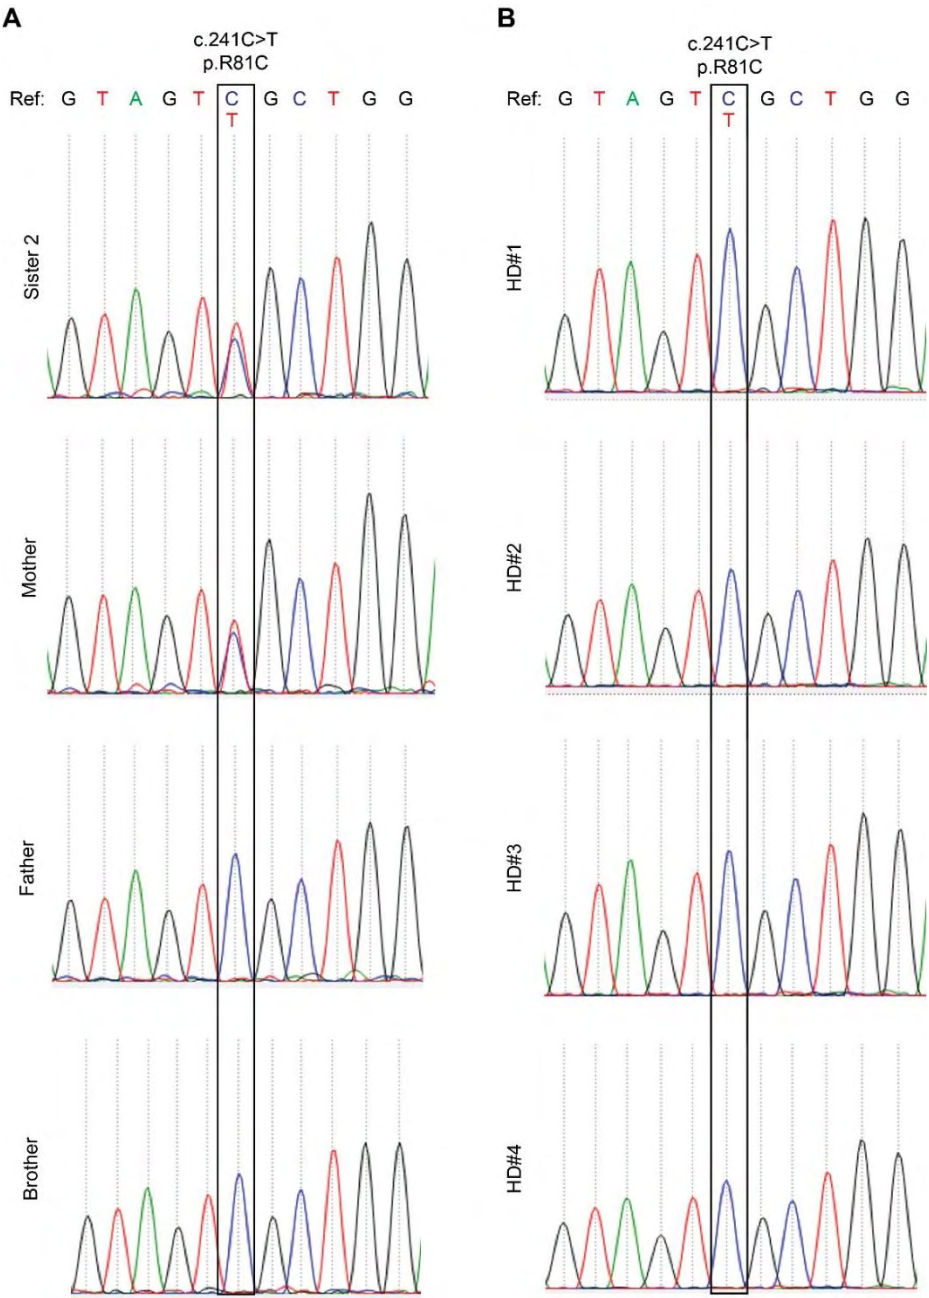 A
c.241C>T
p.R81C
Ref: G T A G T C G C T G G
T
Sister 2
Mother
Father
Brother
B
c.241C>T
p.R81C
Ref: G T A G T C G C T G G
T
HD#1
HD#2
HD#3
HD#4